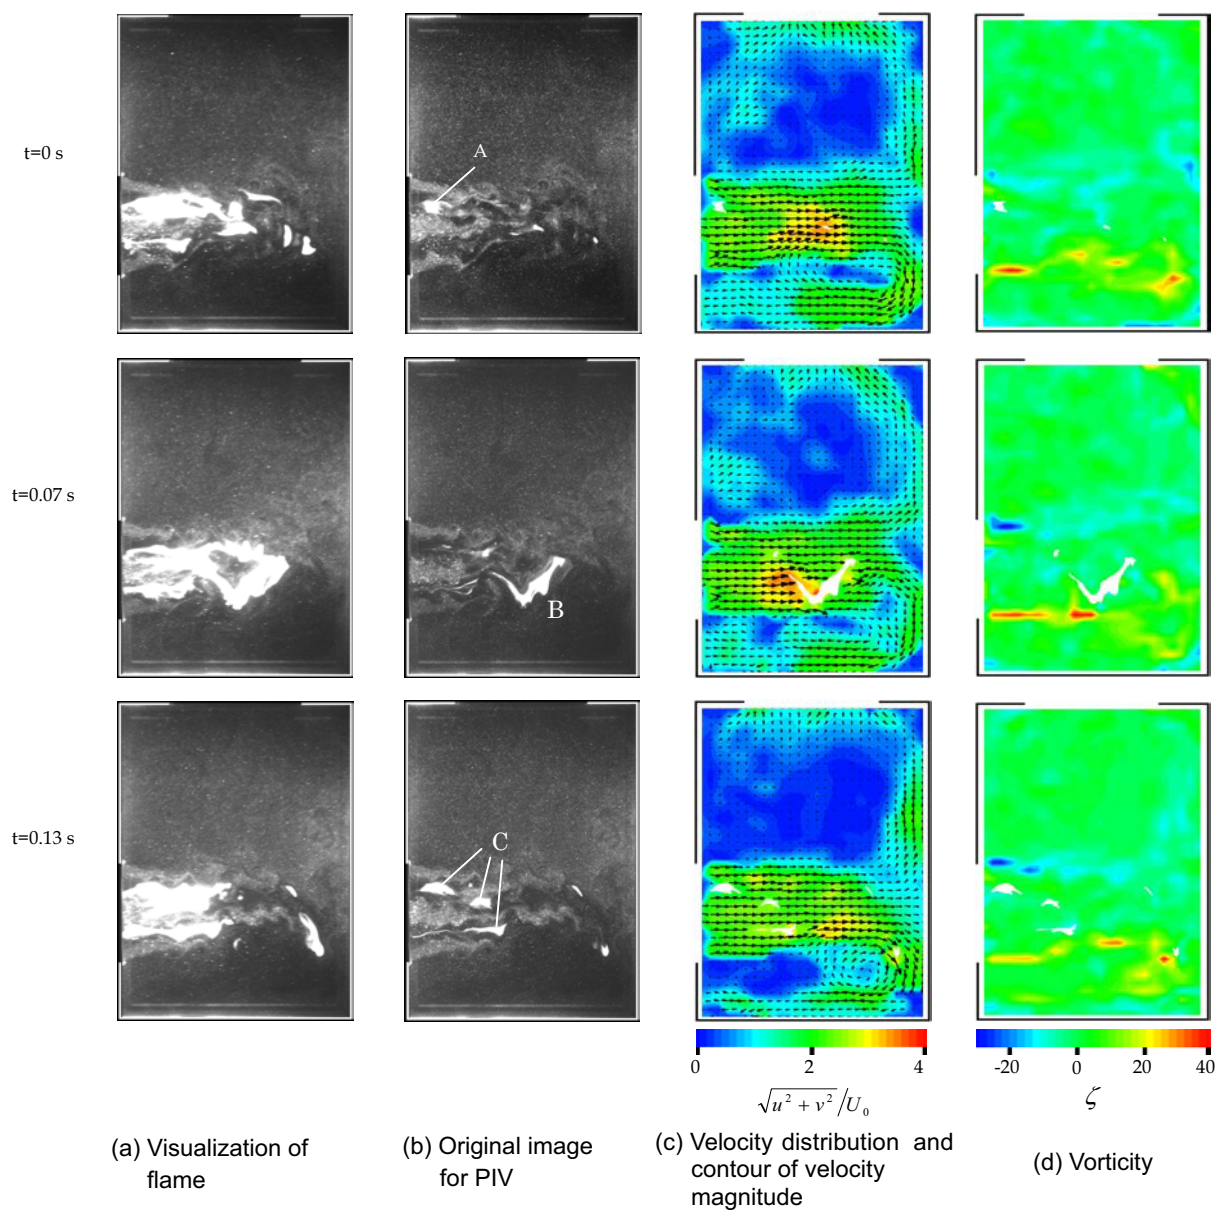 t=0 s
A
t=0.07 s
B
t=0.13 s
C
0 2 4
-20 0 20 40
√u² + v² / U₀
ζ
(a) Visualization of
flame
(b) Original image
for PIV
(c) Velocity distribution and
contour of velocity
magnitude
(d) Vorticity